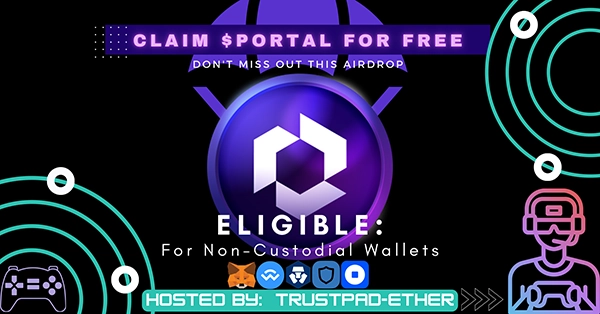 CLAIM $PORTAL FOR FREE
DON'T MISS OUT THIS AIRDROP
ELIGIBLE:
For Non-Custodial Wallets
HOSTED BY: TRUSTPAD-ETHER